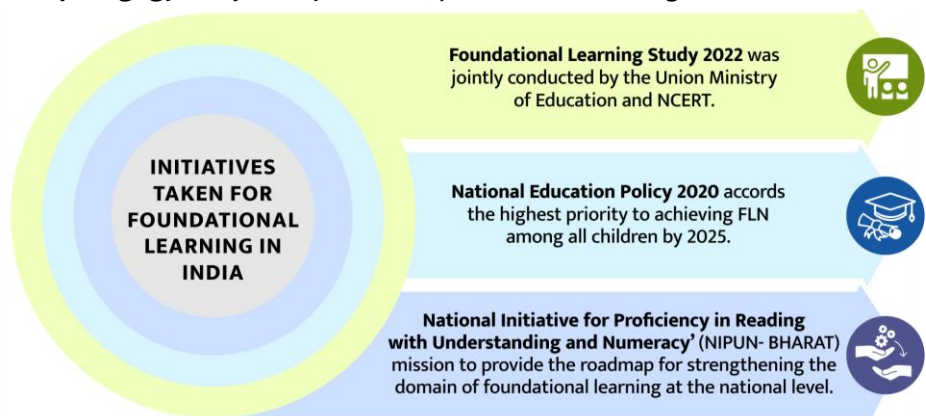 INITIATIVES
TAKEN FOR
FOUNDATIONAL
LEARNING IN
INDIA
Foundational Learning Study 2022 was
jointly conducted by the Union Ministry
of Education and NCERT.
National Education Policy 2020 accords
the highest priority to achieving FLN
among all children by 2025.
National Initiative for Proficiency in Reading
with Understanding and Numeracy’ (NIPUN- BHARAT)
mission to provide the roadmap for strengthening the
domain of foundational learning at the national level.